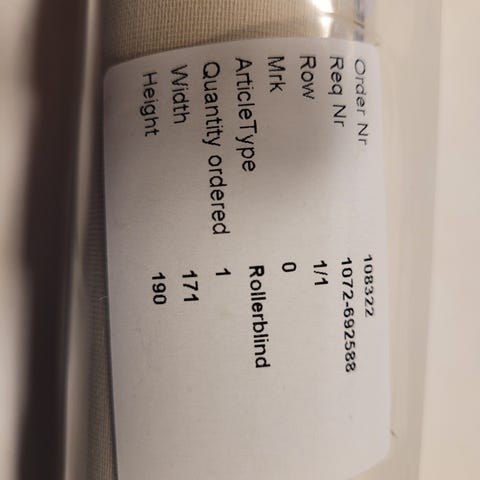 Order Nr 108322
Req Nr 1072-692588
Row 1/1
Mrk 0
ArticleType Rollerblind
Quantity ordered 1
Width 171
Height 190